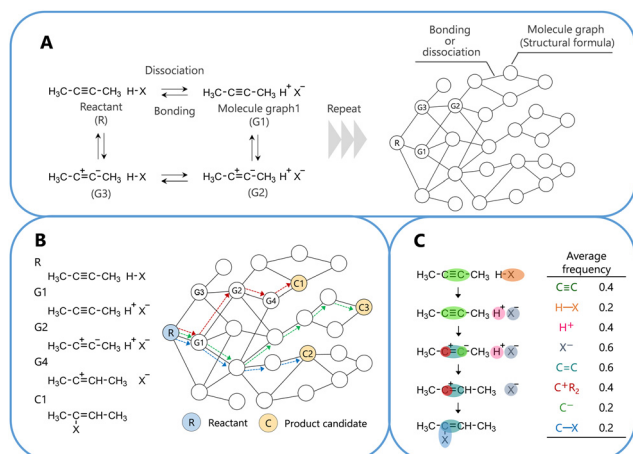 A
Dissociation
H₃C-C≡C-CH₃ H-X
H₃C-C≡C-CH₃ H⁺ X⁻
Reactant
(R)
Bonding
Molecule graph1
(G1)
H₃C-C⁺=C⁻-CH₃ H-X
(G3)
H₃C-C⁺=C⁻-CH₃ H⁺ X⁻
(G2)
Repeat
Bonding
or
dissociation
Molecule graph
(Structural formula)
G3
G2
R
G1
B
R
H₃C-C≡C-CH₃ H-X
G1
H₃C-C≡C-CH₃ H⁺ X⁻
G2
H₃C-C⁺=C⁻-CH₃ H⁺ X⁻
G4
H₃C-C⁺=CH-CH₃ X⁻
C1
H₃C-C=CH-CH₃
X
G3
G2
G4
C1
R
G1
C3
C2
R Reactant
C Product candidate
C
H₃C-C≡C-CH₃ H-X
H₃C-C≡C-CH₃ H⁺ X⁻
H₃C-C⁺=C⁻-CH₃ H⁺ X⁻
H₃C-C⁺=CH-CH₃ X⁻
H₃C-C=CH-CH₃
X
Average
frequency
C≡C 0.4
H—X 0.2
H⁺ 0.4
X⁻ 0.6
C=C 0.6
C⁺R₂ 0.4
C⁻ 0.2
C—X 0.2